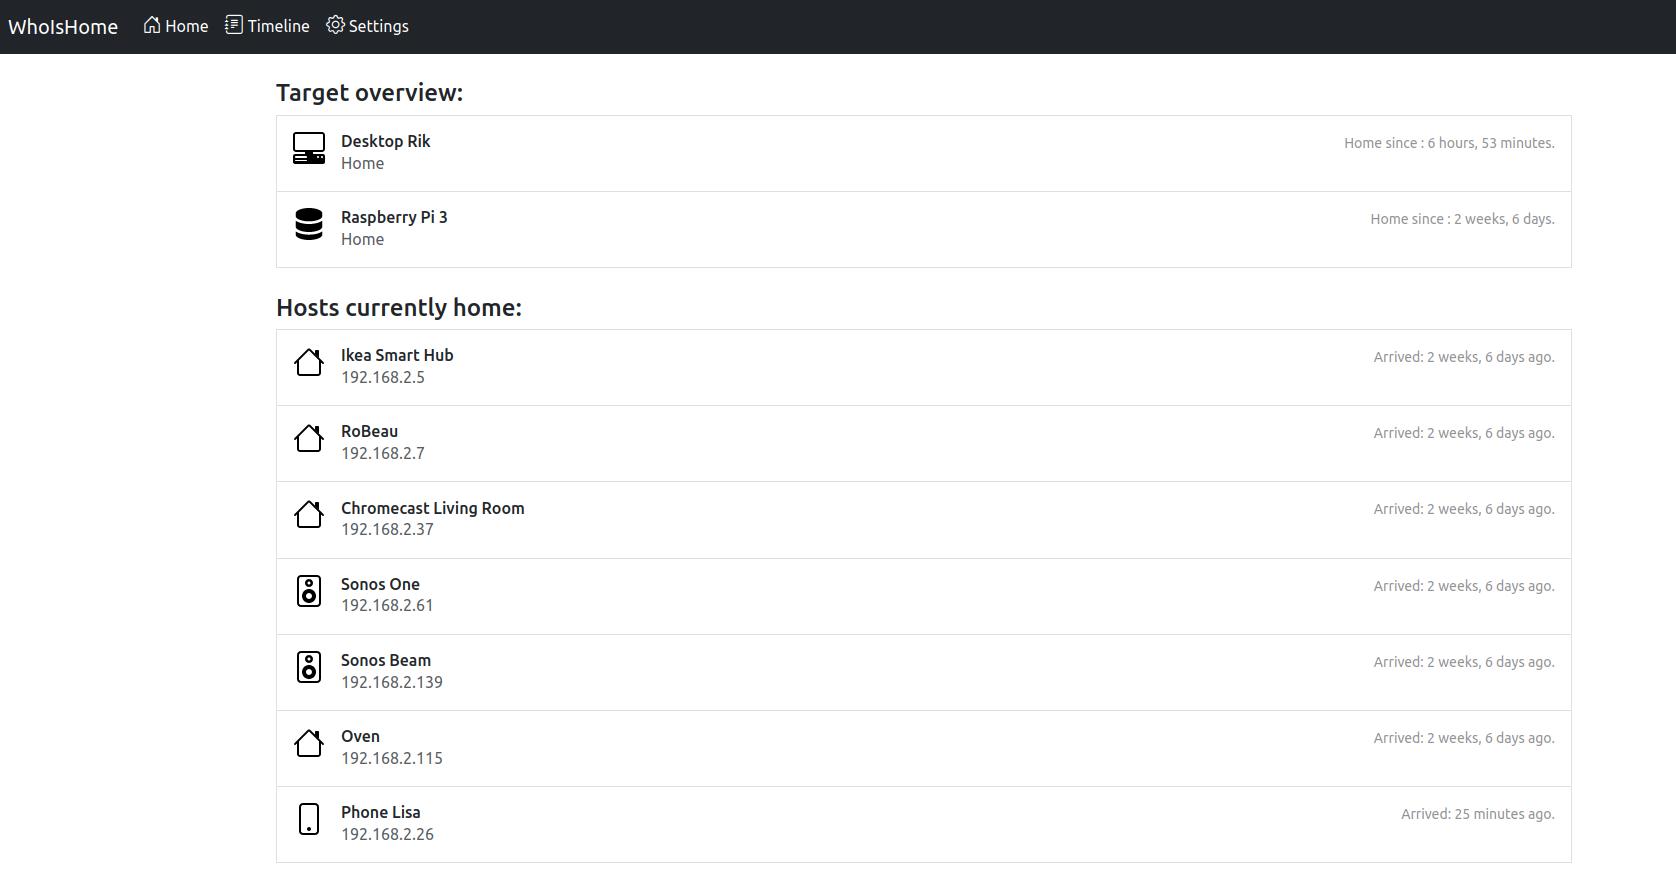 WhoIsHome Home Timeline Settings
Target overview:
Desktop Rik
Home since : 6 hours, 53 minutes.
Home
Raspberry Pi 3
Home since : 2 weeks, 6 days.
Home
Hosts currently home:
Ikea Smart Hub
Arrived: 2 weeks, 6 days ago.
192.168.2.5
RoBeau
Arrived: 2 weeks, 6 days ago.
192.168.2.7
Chromecast Living Room
Arrived: 2 weeks, 6 days ago.
192.168.2.37
Sonos One
Arrived: 2 weeks, 6 days ago.
192.168.2.61
Sonos Beam
Arrived: 2 weeks, 6 days ago.
192.168.2.139
Oven
Arrived: 2 weeks, 6 days ago.
192.168.2.115
Phone Lisa
Arrived: 25 minutes ago.
192.168.2.26